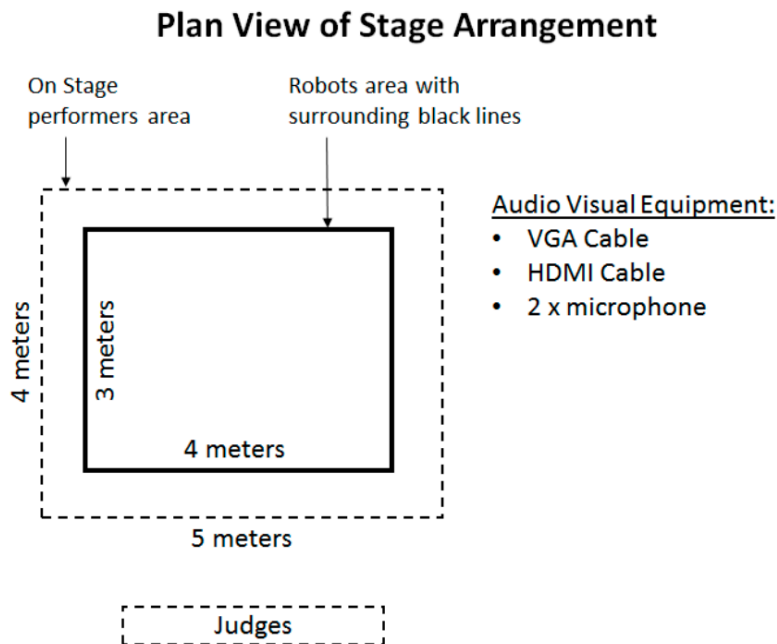 Plan View of Stage Arrangement
On Stage
performers area
Robots area with
surrounding black lines
Audio Visual Equipment:
• VGA Cable
• HDMI Cable
• 2 x microphone
4 meters
3 meters
4 meters
5 meters
Judges